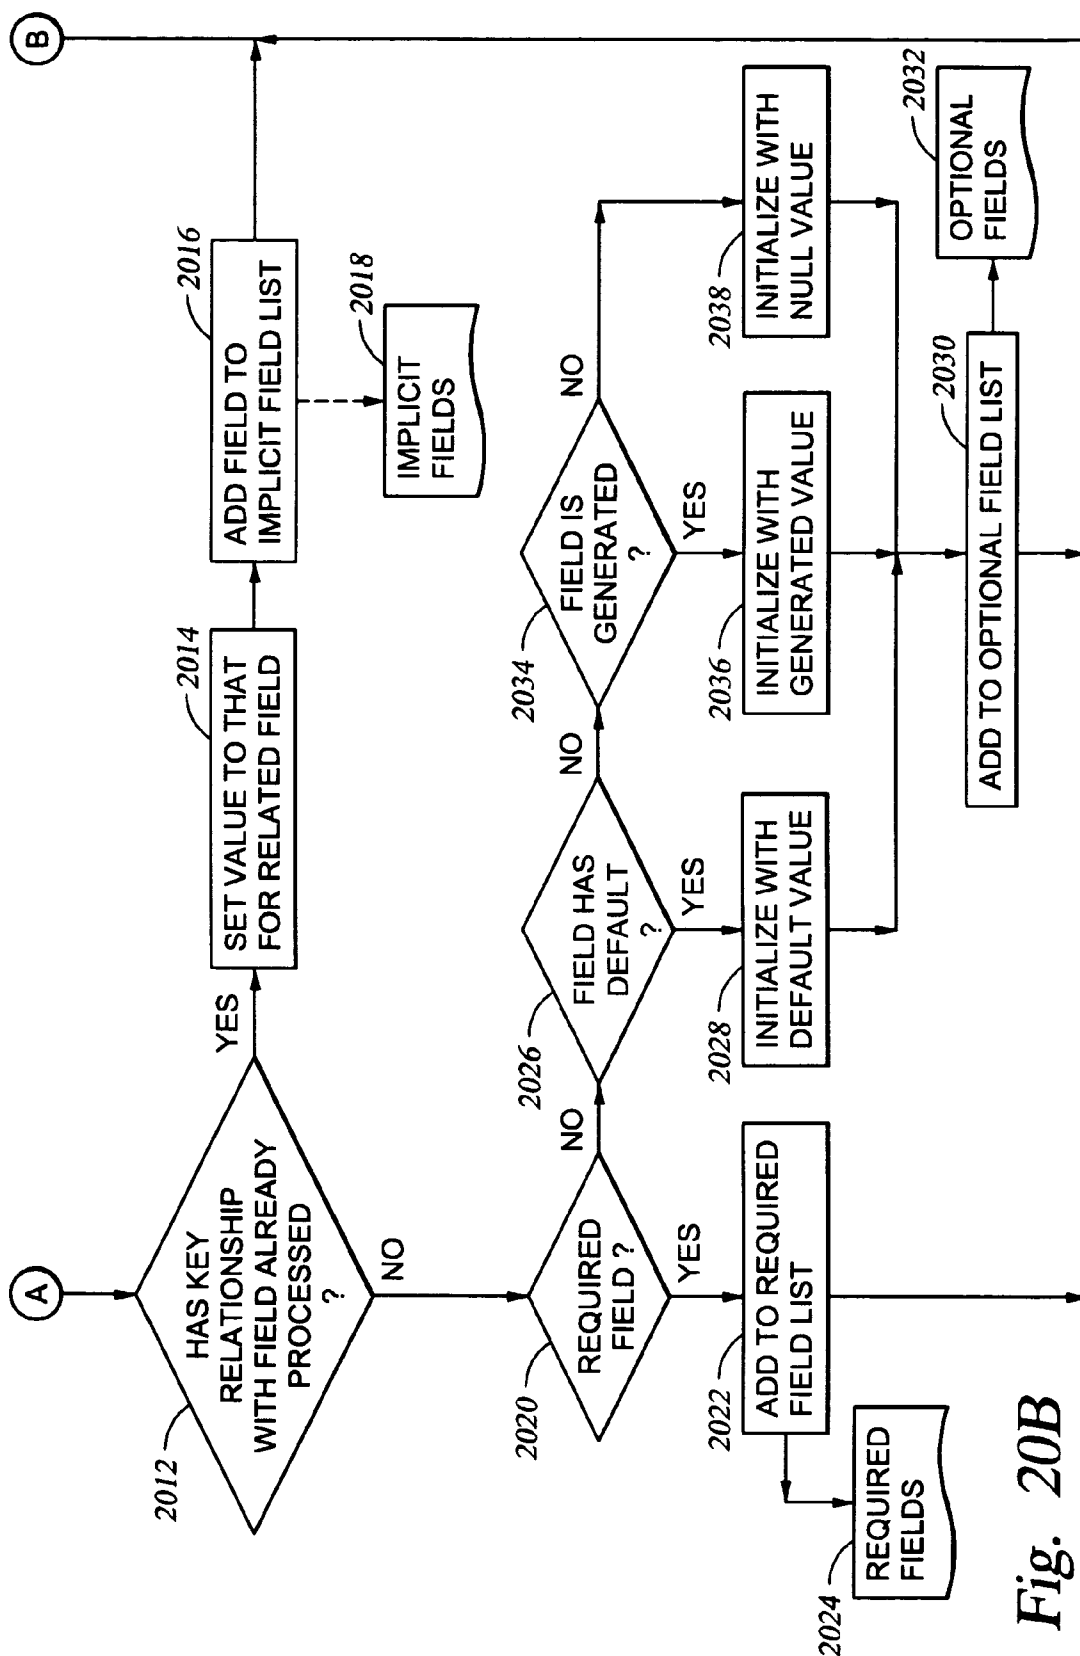 A
B
2012
HAS KEY
RELATIONSHIP
WITH FIELD ALREADY
PROCESSED
?
YES
NO
2014
SET VALUE TO THAT
FOR RELATED FIELD
2016
ADD FIELD TO
IMPLICIT FIELD LIST
2018
IMPLICIT
FIELDS
2020
REQUIRED
FIELD ?
NO
YES
2026
FIELD HAS
DEFAULT
?
NO
YES
2034
FIELD IS
GENERATED
?
NO
YES
2022
ADD TO REQUIRED
FIELD LIST
2024
REQUIRED
FIELDS
2028
INITIALIZE WITH
DEFAULT VALUE
2036
INITIALIZE WITH
GENERATED VALUE
2038
INITIALIZE WITH
NULL VALUE
2030
ADD TO OPTIONAL FIELD LIST
2032
OPTIONAL
FIELDS
Fig. 20B